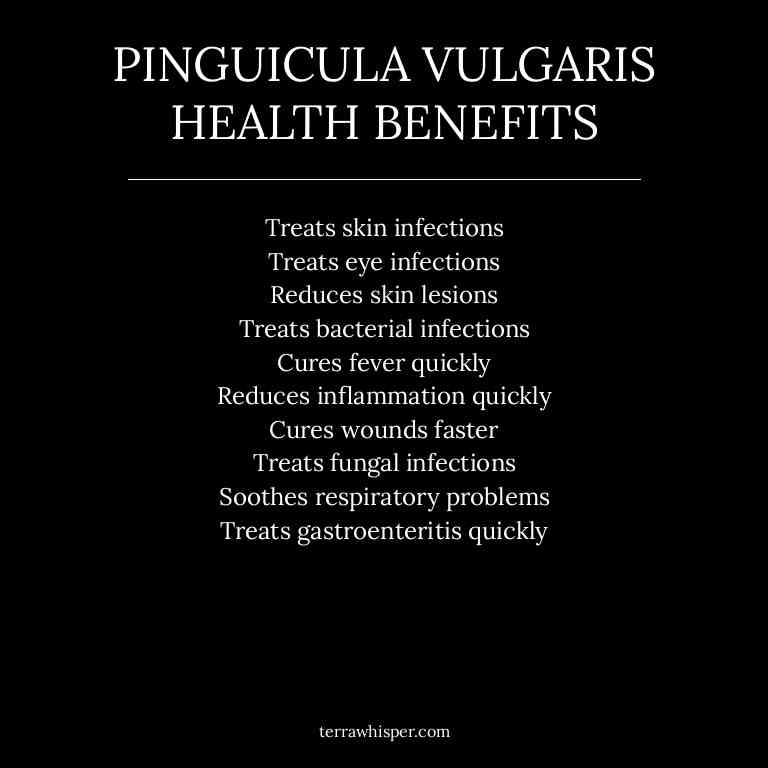 PINGUICULA VULGARIS
HEALTH BENEFITS
Treats skin infections
Treats eye infections
Reduces skin lesions
Treats bacterial infections
Cures fever quickly
Reduces inflammation quickly
Cures wounds faster
Treats fungal infections
Soothes respiratory problems
Treats gastroenteritis quickly
terrawhisper.com